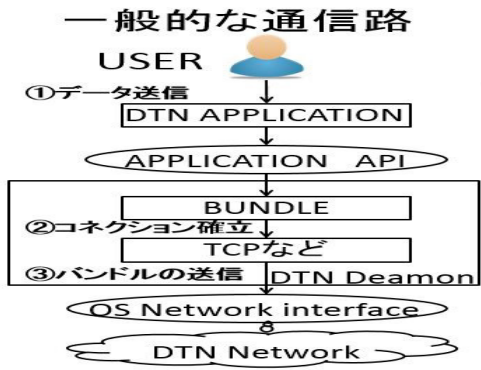 一般的な通信路
USER
①データ送信
DTN APPLICATION
APPLICATION API
BUNDLE
②コネクション確立
TCPなど
③バンドルの送信
DTN Deamon
OS Network interface
DTN Network